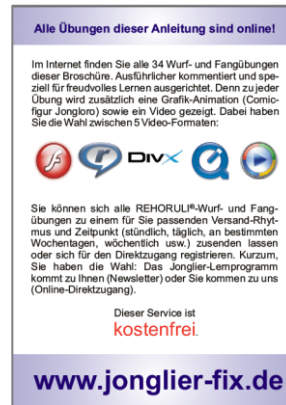 Alle Übungen dieser Anleitung sind online!
Im Internet finden Sie alle 34 Wurf- und Fangübungen
dieser Broschüre. Ausführlicher kommentiert und spe-
ziell für freudvolles Lernen ausgerichtet. Denn zu jeder
Übung wird zusätzlich eine Grafik-Animation (Comic-
figur Jongloro) sowie ein Video gezeigt. Dabei haben
Sie die Wahl zwischen 5 Video-Formaten:
DIVX
Sie können sich alle REHORULI®-Wurf- und Fang-
übungen zu einem für Sie passenden Versand-Rhyt-
mus und Zeitpunkt (stündlich, täglich, an bestimmten
Wochentagen, wöchentlich usw.) zusenden lassen
oder sich für den Direktzugang registrieren. Kurzum,
Sie haben die Wahl: Das Jonglier-Lernprogramm
kommt zu Ihnen (Newsletter) oder Sie kommen zu uns
(Online-Direktzugang).
Dieser Service ist
kostenfrei.
www.jonglier-fix.de